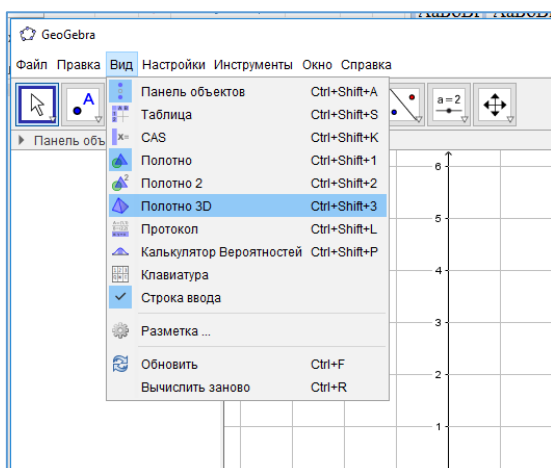 GeoGebra
Файл Правка Вид Настройки Инструменты Окно Справка
A
a = 2
Панель объ
Панель объектов Ctrl+Shift+A
Таблица Ctrl+Shift+S
CAS Ctrl+Shift+K
Полотно Ctrl+Shift+1
Полотно 2 Ctrl+Shift+2
Полотно 3D Ctrl+Shift+3
Протокол Ctrl+Shift+L
Калькулятор Вероятностей Ctrl+Shift+P
Клавиатура
Строка ввода
Разметка ...
Обновить Ctrl+F
Вычислить заново Ctrl+R
6
5
4
3
2
1